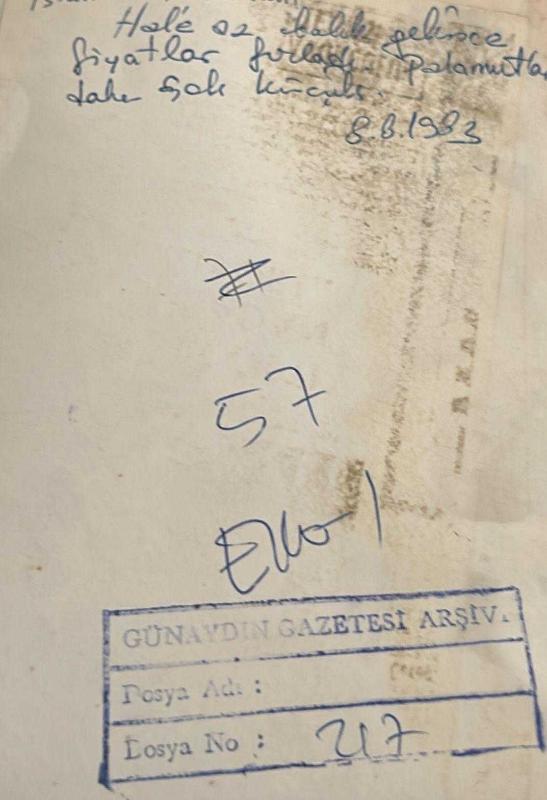 Hal'e az balık gelince
fiyatlar fırladı. Palamutla
daha çok küçük.
8.8.1983
57
GÜNAYDIN GAZETESİ ARŞİV.
Dosya Adı :
Dosya No : 217